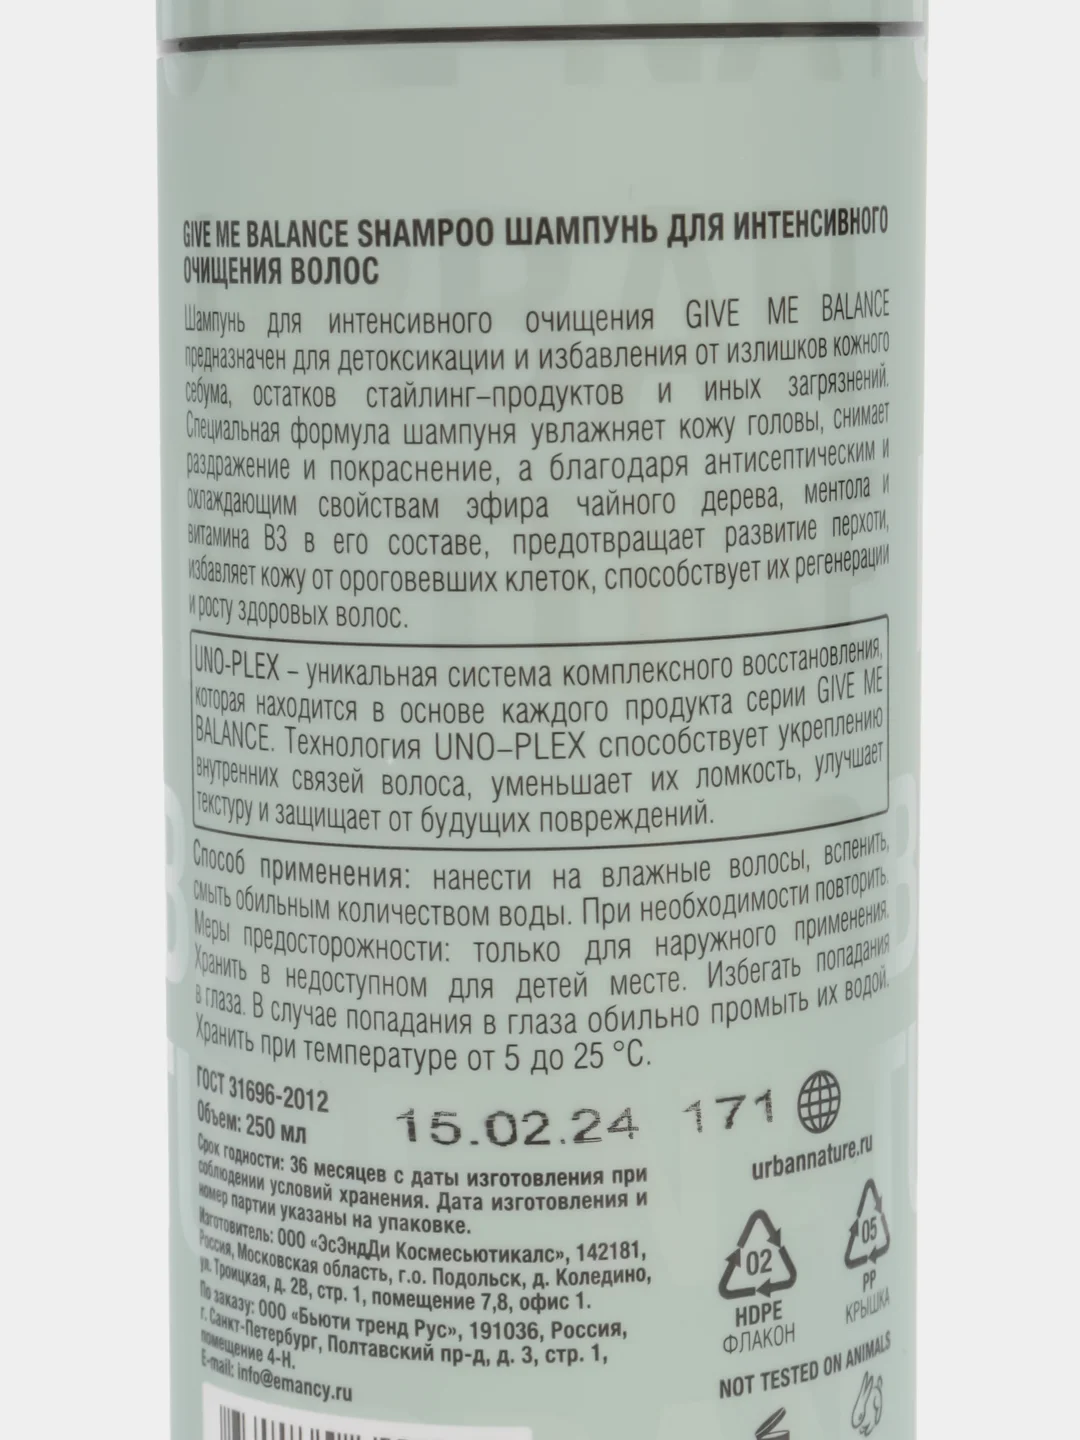 GIVE ME BALANCE SHAMPOO ШАМПУНЬ ДЛЯ ИНТЕНСИВНОГО
ОЧИЩЕНИЯ ВОЛОС
Шампунь для интенсивного очищения GIVE ME BALANCE
предназначен для детоксикации и избавления от излишков кожного
себума, остатков стайлинг-продуктов и иных загрязнений.
Специальная формула шампуня увлажняет кожу головы, снимает
раздражение и покраснение, а благодаря антисептическим и
охлаждающим свойствам эфира чайного дерева, ментола и
витамина В3 в его составе, предотвращает развитие перхоти,
избавляет кожу от ороговевших клеток, способствует их регенерации
и росту здоровых волос.
UNO-PLEX – уникальная система комплексного восстановления,
которая находится в основе каждого продукта серии GIVE ME
BALANCE. Технология UNO-PLEX способствует укреплению
внутренних связей волоса, уменьшает их ломкость, улучшает
текстуру и защищает от будущих повреждений.
Способ применения: нанести на влажные волосы, вспенить,
смыть обильным количеством воды. При необходимости повторить.
Меры предосторожности: только для наружного применения.
Хранить в недоступном для детей месте. Избегать попадания
в глаза. В случае попадания в глаза обильно промыть их водой.
Хранить при температуре от 5 до 25 °С.
ГОСТ 31696-2012
Объем: 250 мл
15.02.24 171
urbannature.ru
Срок годности: 36 месяцев с даты изготовления при
соблюдении условий хранения. Дата изготовления и
номер партии указаны на упаковке.
Изготовитель: ООО «ЭсЭндДи Космесьютикалс», 142181,
Россия, Московская область, г.о. Подольск, д. Коледино,
ул. Троицкая, д. 2В, стр. 1, помещение 7,8, офис 1.
По заказу: ООО «Бьюти тренд Рус», 191036, Россия,
г. Санкт-Петербург, Полтавский пр-д, д. 3, стр. 1,
помещение 4-Н.
E-mail: info@emancy.ru
02
HDPE
ФЛАКОН
05
PP
КРЫШКА
NOT TESTED ON ANIMALS